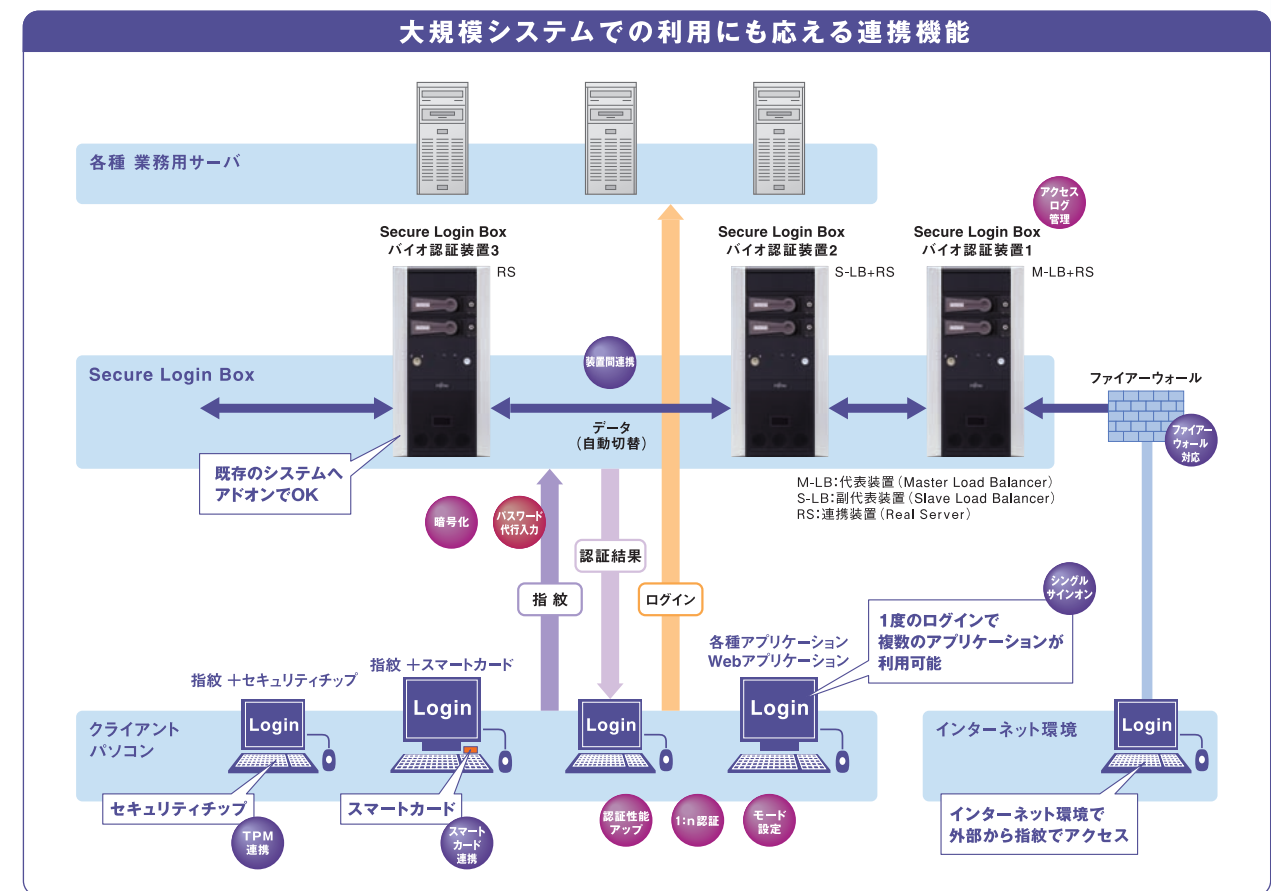 大規模システムでの利用にも応える連携機能
各種 業務用サーバ
アクセス
ログ
管理
Secure Login Box
バイオ認証装置3
RS
Secure Login Box
バイオ認証装置2
S-LB+RS
Secure Login Box
バイオ認証装置1
M-LB+RS
Secure Login Box
装置間連携
データ
(自動切替)
ファイアーウォール
ファイアー
ウォール
対応
既存のシステムへ
アドオンでOK
M-LB:代表装置(Master Load Balancer)
S-LB:副代表装置(Slave Load Balancer)
RS:連携装置(Real Server)
暗号化
パスワード
代行入力
認証結果
指 紋
ログイン
シングル
サインオン
1度のログインで
複数のアプリケーションが
利用可能
各種アプリケーション
Webアプリケーション
指紋 +スマートカード
指紋 +セキュリティチップ
クライアント
パソコン
Login
Login
Login
Login
インターネット環境
Login
セキュリティチップ
スマートカード
TPM
連携
スマート
カード
連携
認証性能
アップ
1:n認証
モード
設定
インターネット環境で
外部から指紋でアクセス